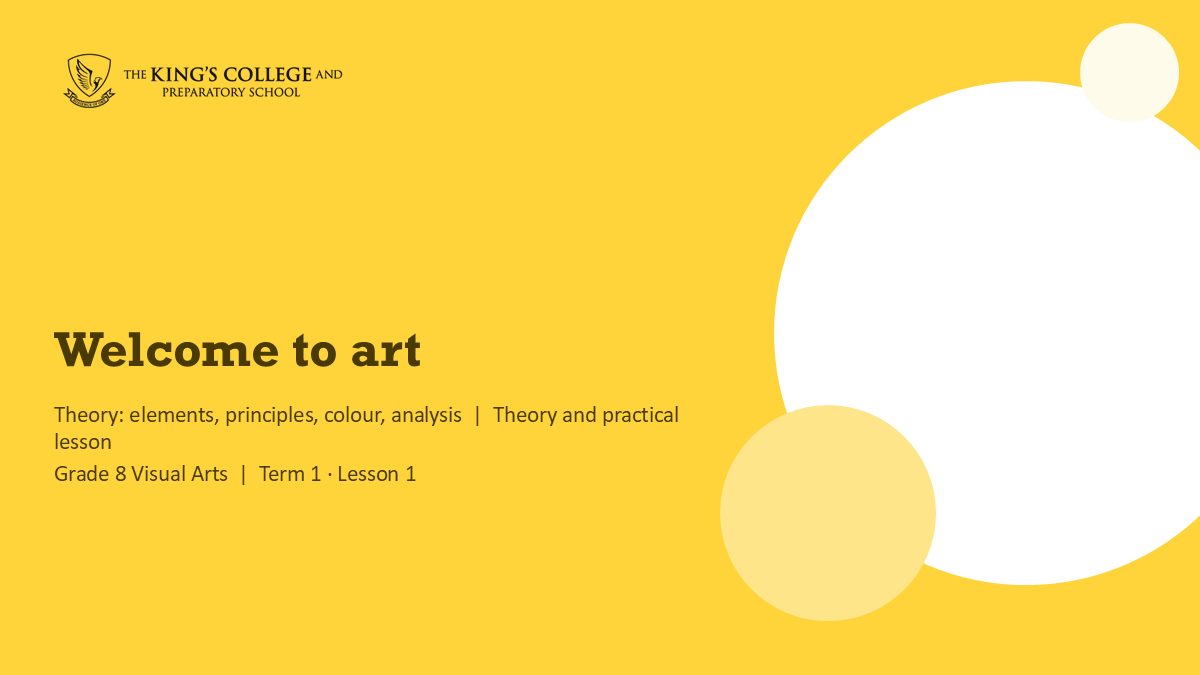 THE KING'S COLLEGE AND
PREPARATORY SCHOOL
Welcome to art
Theory: elements, principles, colour, analysis | Theory and practical
lesson
Grade 8 Visual Arts | Term 1 · Lesson 1